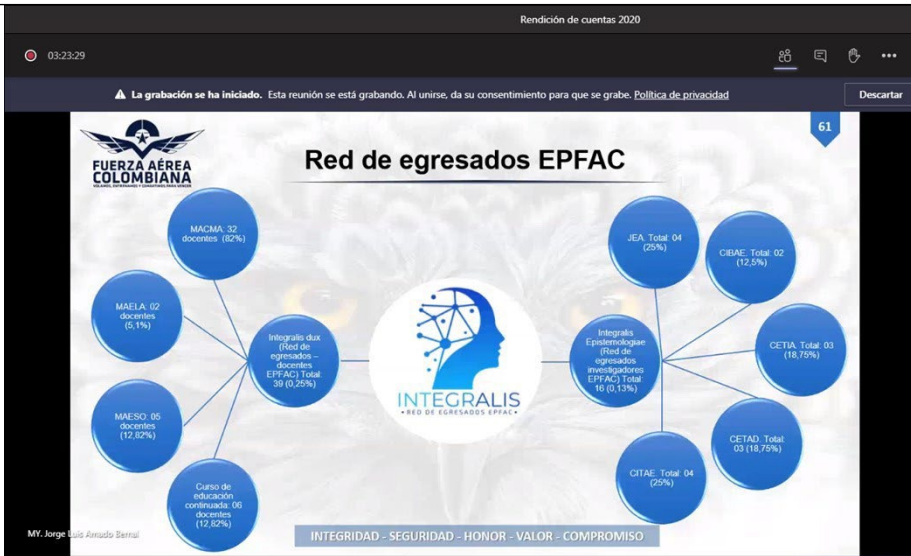 Rendición de cuentas 2020
03:23:29
La grabación se ha iniciado. Esta reunión se está grabando. Al unirse, da su consentimiento para que se grabe. Política de privacidad
Descartar
61
FUERZA AÉREA
COLOMBIANA
Red de egresados EPFAC
MACMA: 32
docentes (82%)
MAELA: 02
docentes
(5,1%)
MAESO: 05
docentes
(12,82%)
Curso de
educación
continuada: 06
docentes
(12,82%)
Integralis dux
(Red de
egresados –
docentes
EPFAC) Total:
39 (0,25%)
INTEGRALIS
• RED DE EGRESADOS EPFAC •
Integralis
Epistemologiae
(Red de
egresados
investigadores
EPFAC) Total:
16 (0,13%)
JEA. Total: 04
(25%)
CIBAE. Total: 02
(12,5%)
CETIA. Total: 03
(18,75%)
CETAD. Total:
03 (18,75%)
CITAE. Total: 04
(25%)
MY. Jorge Luis Amado Bernal
INTEGRIDAD - SEGURIDAD - HONOR - VALOR - COMPROMISO